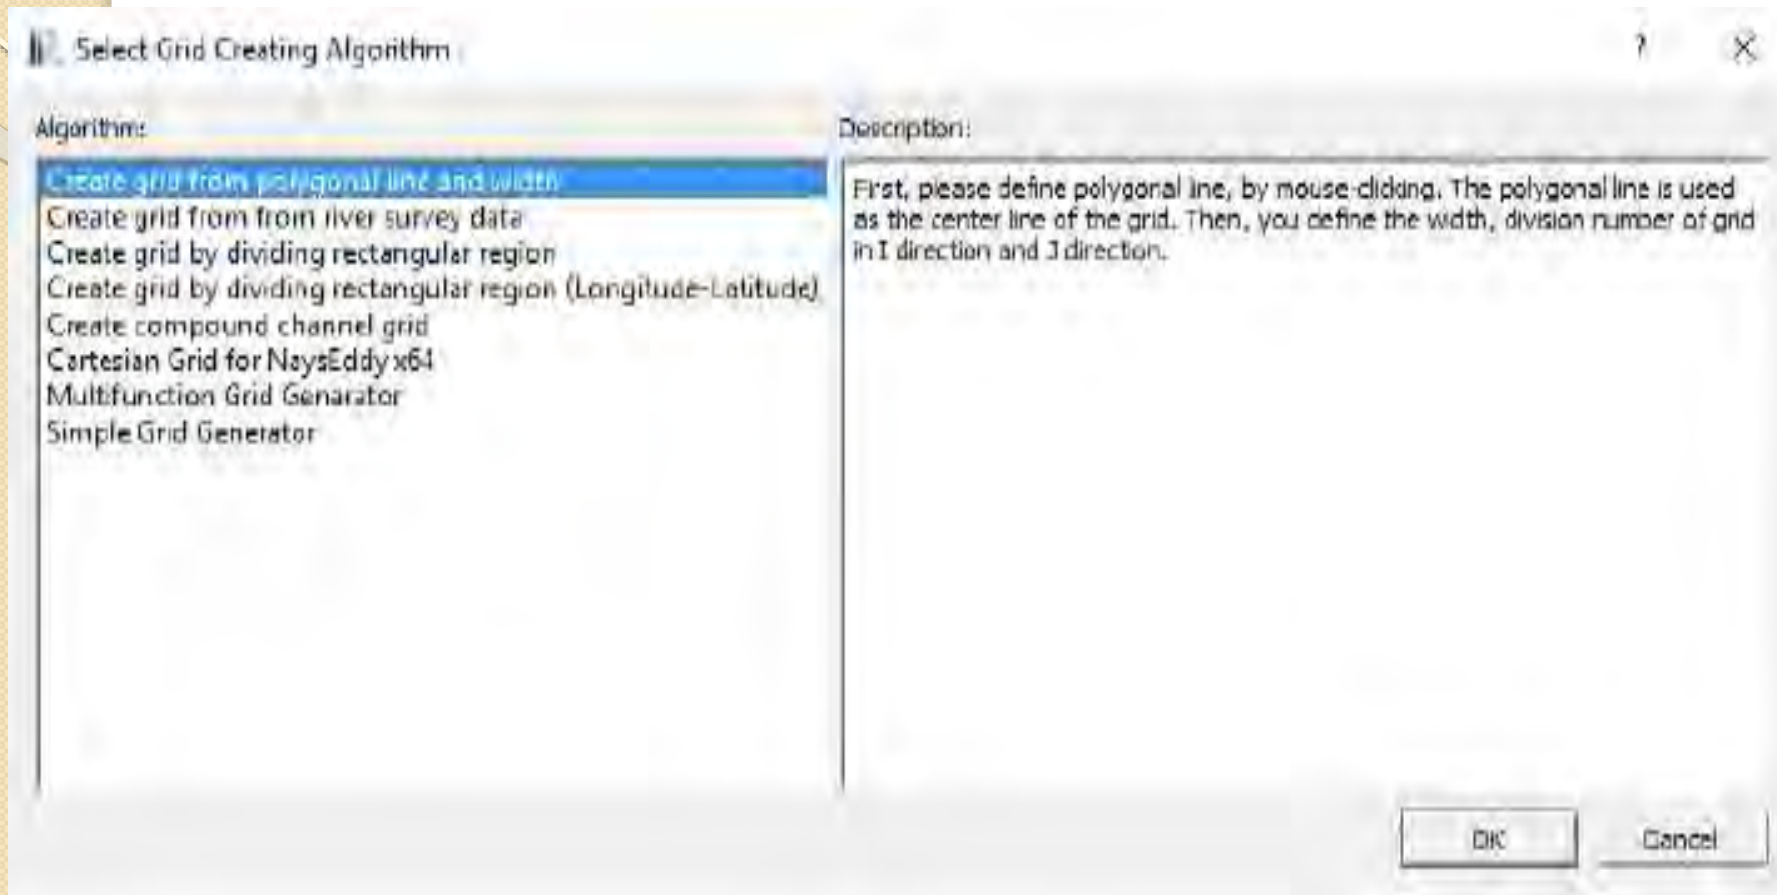 Select Grid Creating Algorithm
?
Algorithm:
Create grid from polygonal line and width
Create grid from from river survey data
Create grid by dividing rectangular region
Create grid by dividing rectangular region (Longitude-Latitude)
Create compound channel grid
Cartesian Grid for NaysEddy x64
Multifunction Grid Genarator
Simple Grid Generator
Description:
First, please define polygonal line, by mouse-clicking. The polygonal line is used
as the center line of the grid. Then, you define the width, division number of grid
in I direction and J direction.
OK
Cancel